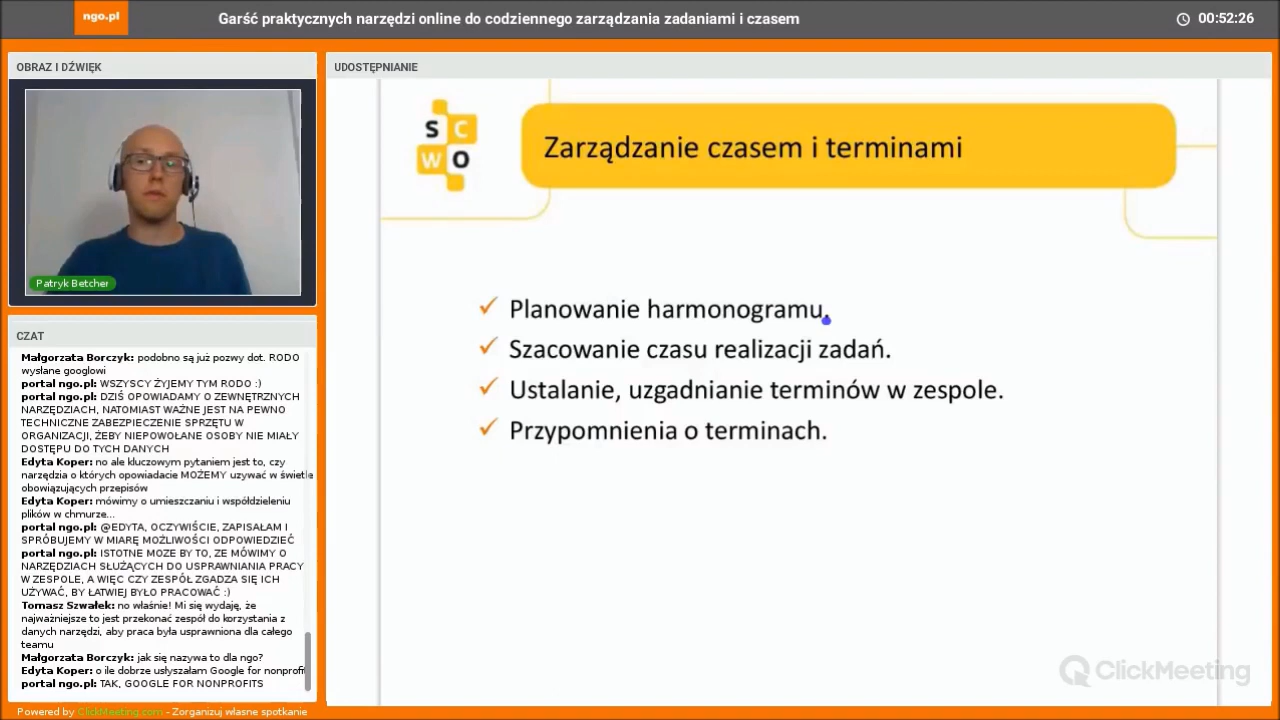 ngo.pl
Garść praktycznych narzędzi online do codziennego zarządzania zadaniami i czasem
00:52:26
OBRAZ I DŹWIĘK
Patryk Betcher
CZAT
Małgorzata Borczyk: podobno są już pozwy dot. RODO
wysłane googlowi
portal ngo.pl: WSZYSCY ŻYJEMY TYM RODO :)
portal ngo.pl: DZIŚ OPOWIADAMY O ZEWNĘTRZNYCH
NARZĘDZIACH, NATOMIAST WAŻNE JEST NA PEWNO
TECHNICZNE ZABEZPIECZENIE SPRZĘTU W
ORGANIZACJI, ŻEBY NIEPOWOŁANE OSOBY NIE MIAŁY
DOSTĘPU DO TYCH DANYCH
Edyta Koper: no ale kluczowym pytaniem jest to, czy
narzędzia o których opowiadacie MOŻEMY uzywać w świetle
obowiązujących przepisów
Edyta Koper: mówimy o umieszczaniu i współdzieleniu
plików w chmurze...
portal ngo.pl: @EDYTA, OCZYWIŚCIE, ZAPISAŁAM I
SPRÓBUJEMY W MIARĘ MOŻLIWOŚCI ODPOWIEDZIEĆ
portal ngo.pl: ISTOTNE MOZE BY TO, ZE MÓWIMY O
NARZĘDZIACH SŁUŻĄCYCH DO USPRAWNIANIA PRACY
W ZESPOLE, A WIĘC CZY ZESPÓŁ ZGADZA SIĘ ICH
UŻYWAĆ, BY ŁATWIEJ BYŁO PRACOWAĆ :)
Tomasz Szwałek: no właśnie! Mi się wydaję, że
najważniejsze to jest przekonać zespół do korzystania z
danych narzędzi, aby praca była usprawniona dla całego
teamu
Małgorzata Borczyk: jak się nazywa to dla ngo?
Edyta Koper: o ile dobrze usłyszałam Google for nonprofit
portal ngo.pl: TAK, GOOGLE FOR NONPROFITS
Powered by ClickMeeting.com - Zorganizuj własne spotkanie
UDOSTĘPNIANIE
S C
W O
Zarządzanie czasem i terminami
✓ Planowanie harmonogramu.
✓ Szacowanie czasu realizacji zadań.
✓ Ustalanie, uzgadnianie terminów w zespole.
✓ Przypomnienia o terminach.
ClickMeeting